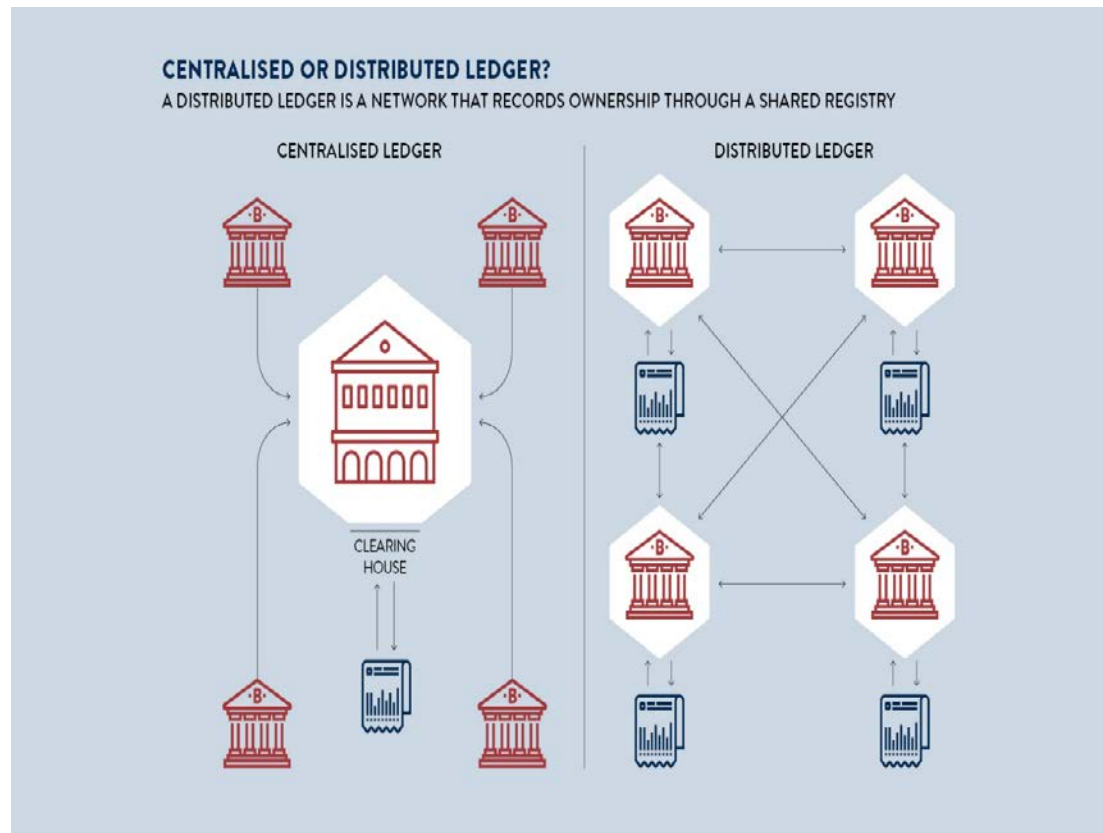 CENTRALISED OR DISTRIBUTED LEDGER?
A DISTRIBUTED LEDGER IS A NETWORK THAT RECORDS OWNERSHIP THROUGH A SHARED REGISTRY
CENTRALISED LEDGER
DISTRIBUTED LEDGER
B
B
B
B
CLEARING
HOUSE
B
B
B
B